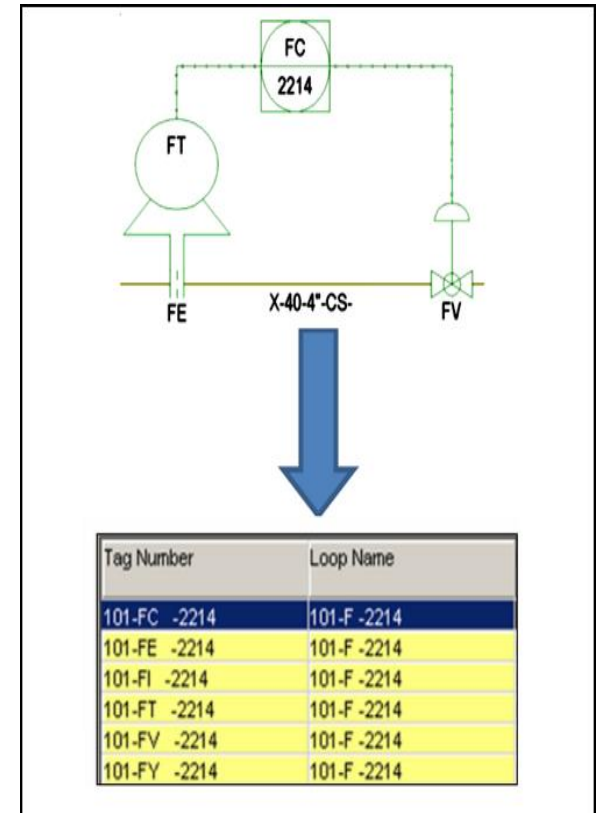 FC
2214
FT
FE
X-40-4"-CS-
FV
Tag Number Loop Name
101-FC -2214 101-F -2214
101-FE -2214 101-F -2214
101-FI -2214 101-F -2214
101-FT -2214 101-F -2214
101-FV -2214 101-F -2214
101-FY -2214 101-F -2214